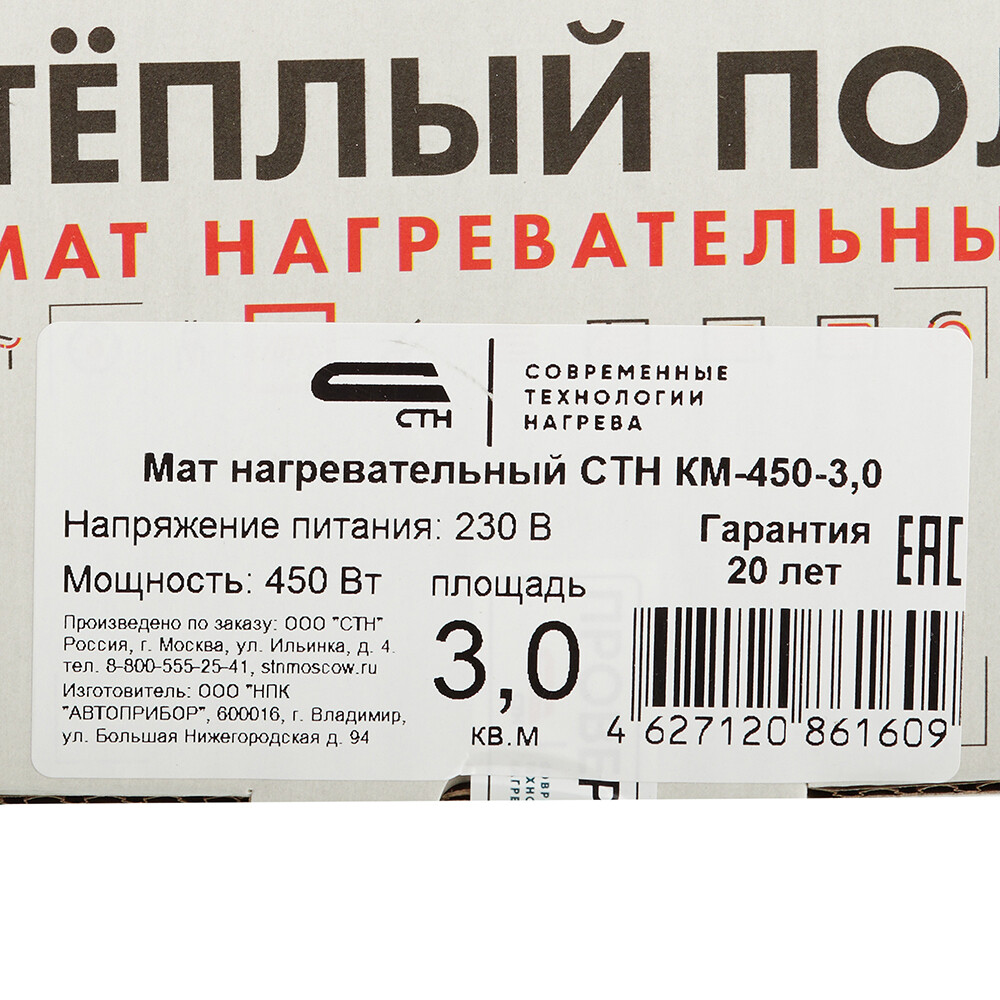 ТЁПЛЫЙ ПОЛ
МАТ НАГРЕВАТЕЛЬНЫ
СТН
СОВРЕМЕННЫЕ
ТЕХНОЛОГИИ
НАГРЕВА
Мат нагревательный СТН КМ-450-3,0
Напряжение питания: 230 В
Гарантия
20 лет
ЕАС
Мощность: 450 Вт
площадь
3,0
кв.м
Произведено по заказу: ООО "СТН"
Россия, г. Москва, ул. Ильинка, д. 4.
тел. 8-800-555-25-41, stnmoscow.ru
Изготовитель: ООО "НПК
"АВТОПРИБОР", 600016, г. Владимир,
ул. Большая Нижегородская д. 94
4 627120 861609